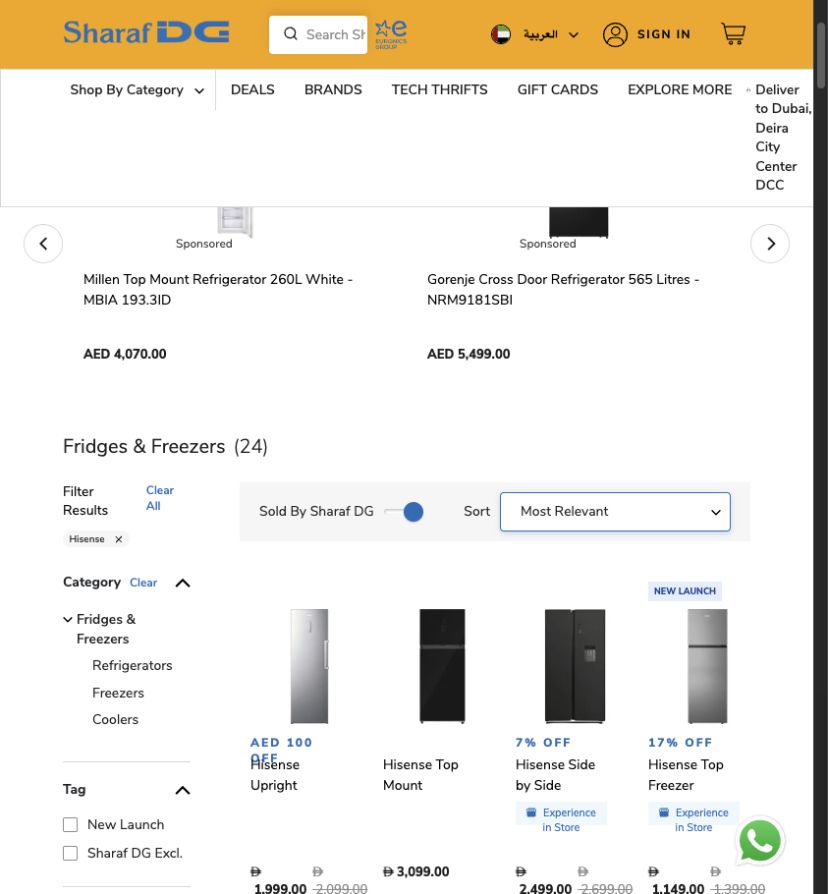 Sharaf DG
Search Sh
e
EURONICS
GROUP
العربية
SIGN IN
Shop By Category
DEALS
BRANDS
TECH THRIFTS
GIFT CARDS
EXPLORE MORE
Deliver
to Dubai,
Deira
City
Center
DCC
Sponsored
Sponsored
Millen Top Mount Refrigerator 260L White -
MBIA 193.3ID
Gorenje Cross Door Refrigerator 565 Litres -
NRM9181SBI
AED 4,070.00
AED 5,499.00
Fridges & Freezers (24)
Filter
Results
Clear
All
Hisense
Sold By Sharaf DG
Sort
Most Relevant
Category
Clear
Fridges &
Freezers
Refrigerators
Freezers
Coolers
Tag
New Launch
Sharaf DG Excl.
AED 100
OFF
Hisense
Upright
1,999.00 2,099.00
Hisense Top
Mount
3,099.00
7% OFF
Hisense Side
by Side
Experience
in Store
2,499.00 2,699.00
NEW LAUNCH
17% OFF
Hisense Top
Freezer
Experience
in Store
1,149.00 1,399.00